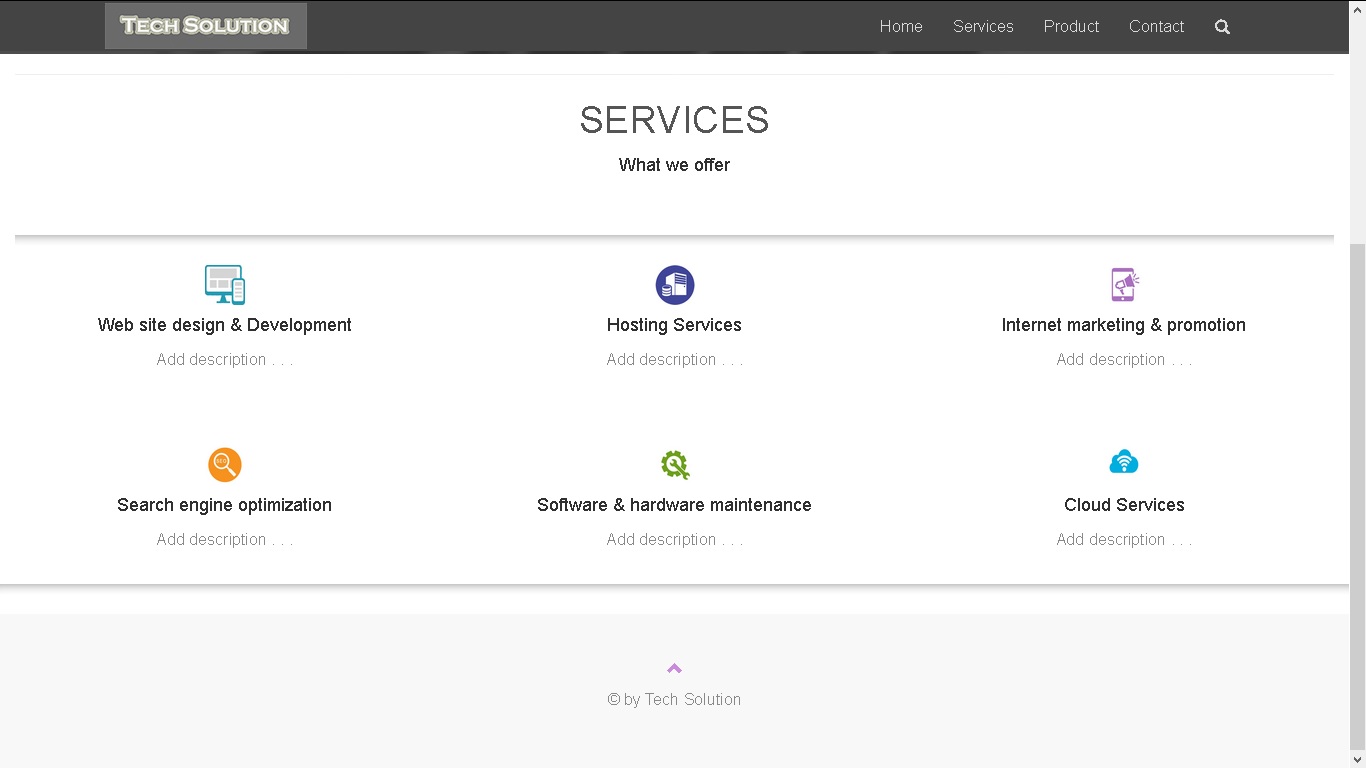 TECH SOLUTION
Home Services Product Contact
SERVICES
What we offer
Web site design & Development
Hosting Services
Internet marketing & promotion
Add description . . .
Add description . . .
Add description . . .
SEO
Search engine optimization
Software & hardware maintenance
Cloud Services
Add description . . .
Add description . . .
Add description . . .
© by Tech Solution